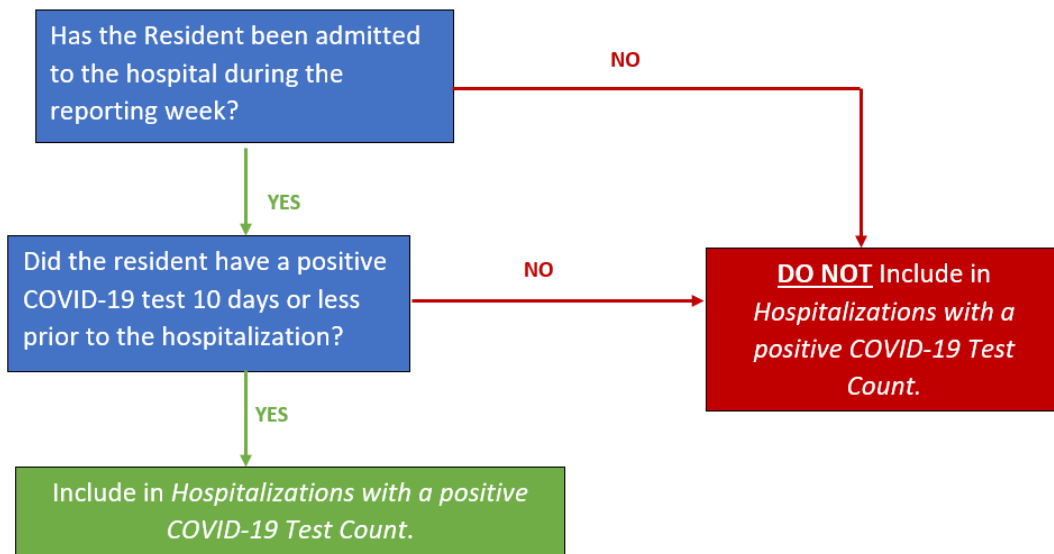 Has the Resident been admitted
to the hospital during the
reporting week?
NO
YES
Did the resident have a positive
COVID-19 test 10 days or less
prior to the hospitalization?
NO
DO NOT Include in
Hospitalizations with a
positive COVID-19 Test
Count.
YES
Include in Hospitalizations with a positive
COVID-19 Test Count.